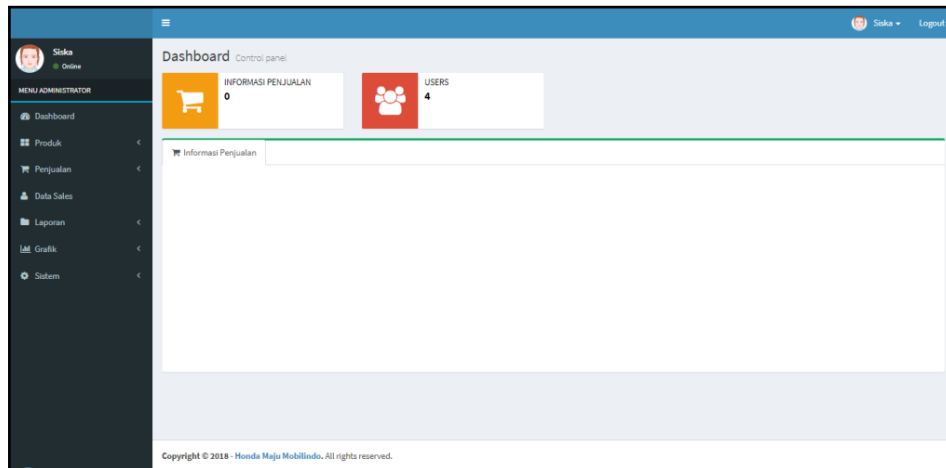 Siska
Logout
Siska
Online
MENU ADMINISTRATOR
Dashboard
Produk
Penjualan
Data Sales
Laporan
Grafik
Sistem
Dashboard Control panel
INFORMASI PENJUALAN
0
USERS
4
Informasi Penjualan
Copyright © 2018 - Honda Maju Mobilindo. All rights reserved.